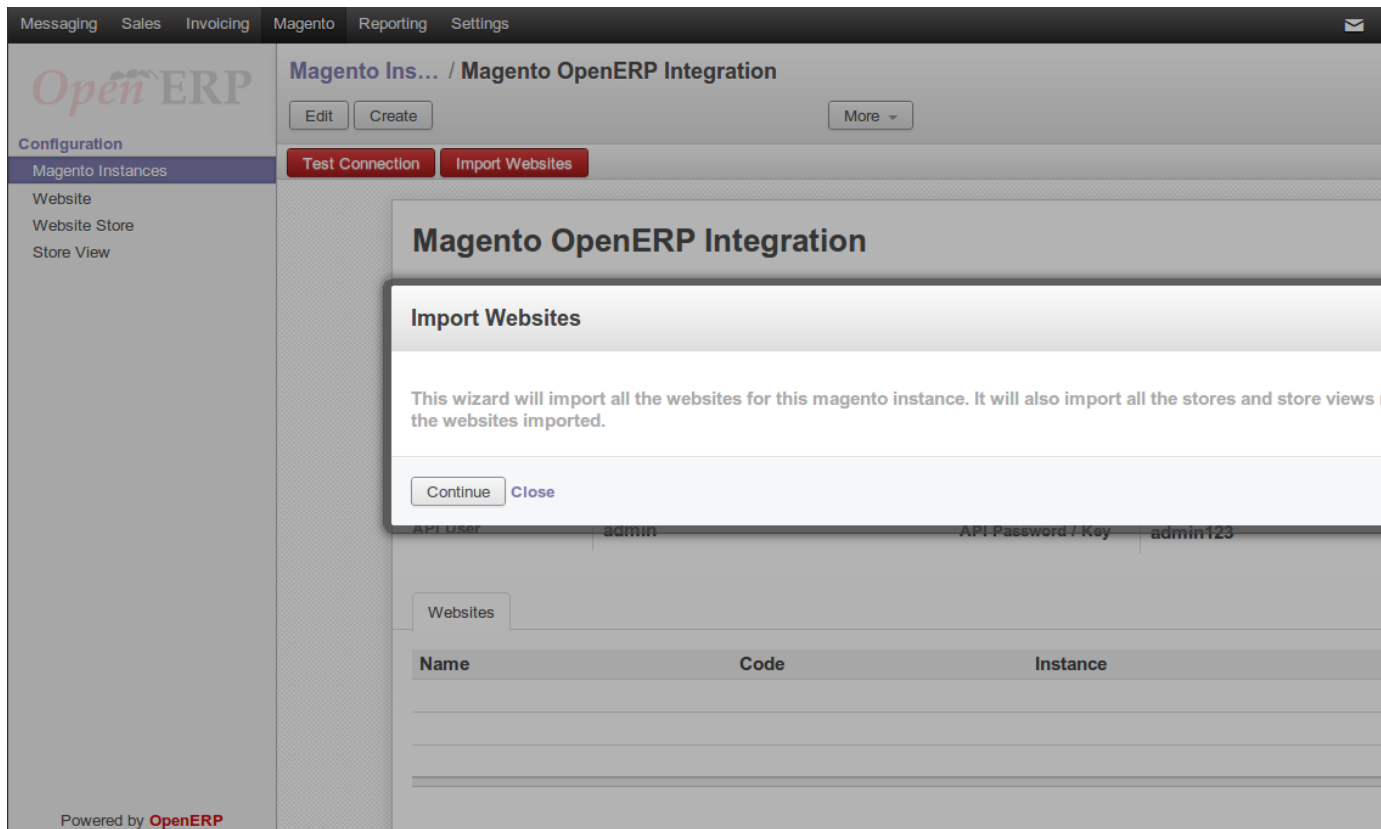 Messaging Sales Invoicing Magento Reporting Settings
OpenERP
Configuration
Magento Instances
Website
Website Store
Store View
Powered by OpenERP
Magento Ins... / Magento OpenERP Integration
Edit Create More
Test Connection Import Websites
Magento OpenERP Integration
Import Websites
This wizard will import all the websites for this magento instance. It will also import all the stores and store views
the websites imported.
Continue Close
API User admin API Password / Key admin123
Websites
Name Code Instance